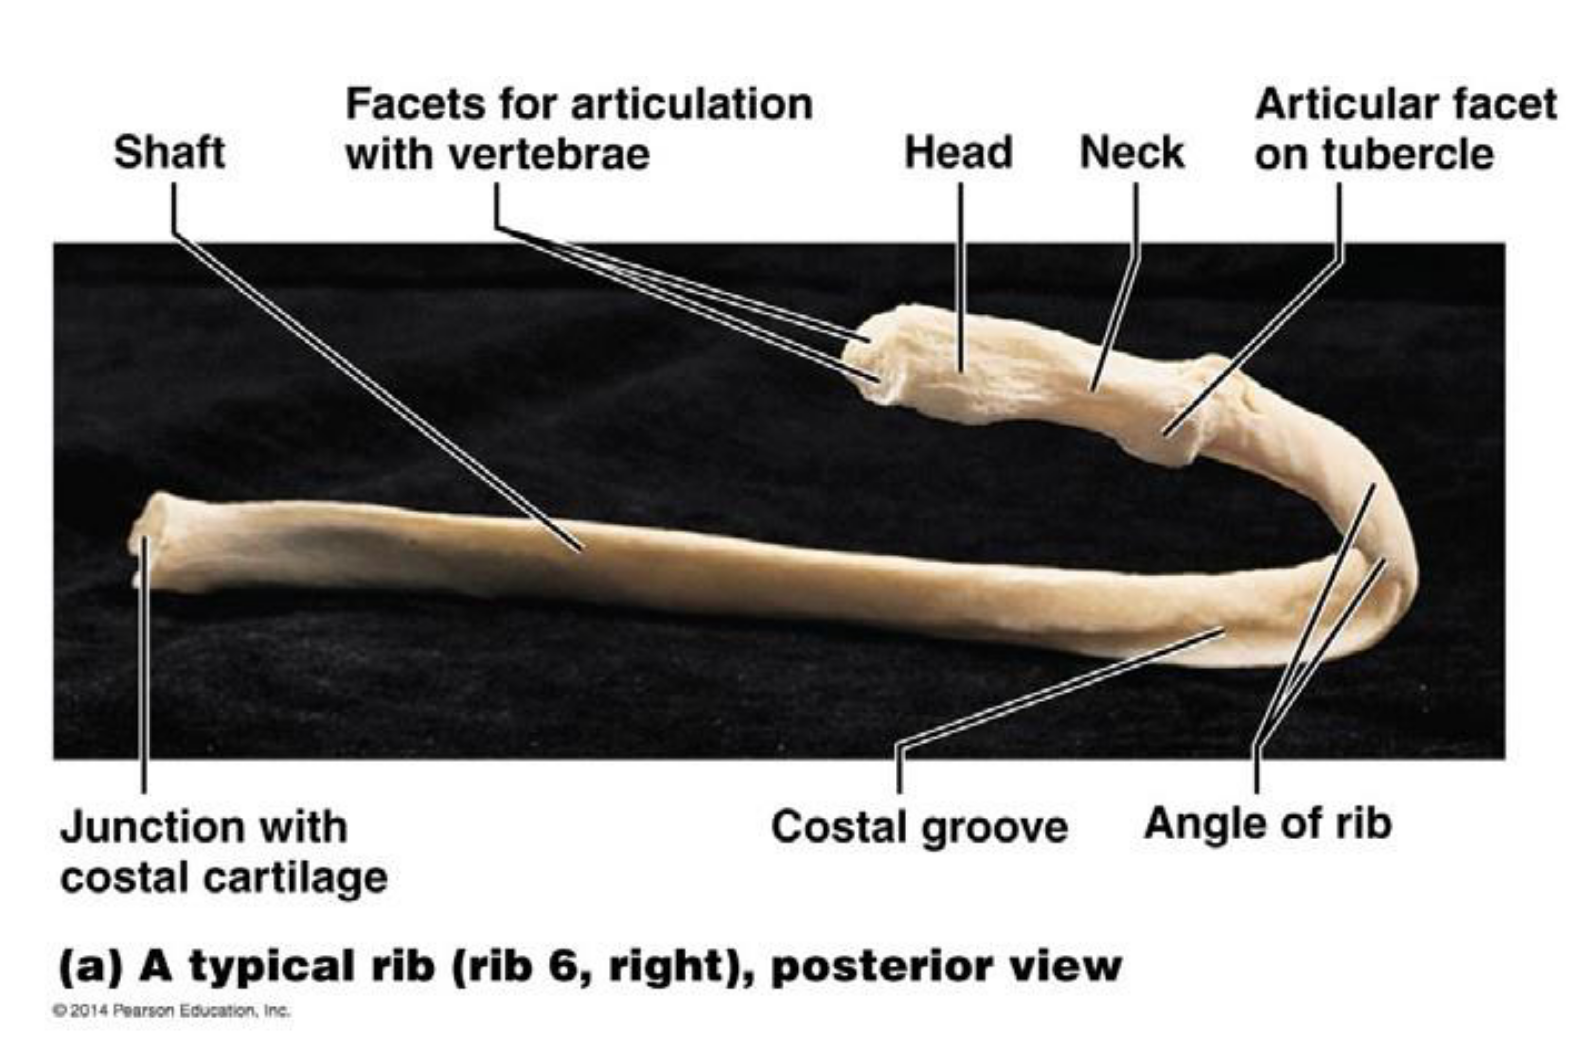 Shaft
Facets for articulation
with vertebrae
Head
Neck
Articular facet
on tubercle
Junction with
costal cartilage
Costal groove
Angle of rib
(a) A typical rib (rib 6, right), posterior view
© 2014 Pearson Education, Inc.